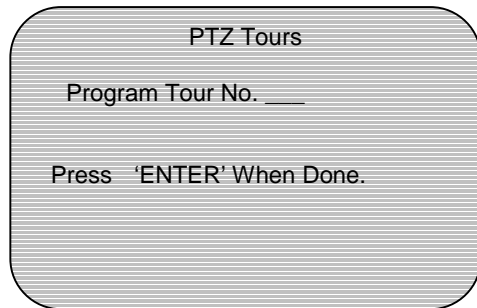 PTZ Tours
Program Tour No. ___
Press 'ENTER' When Done.